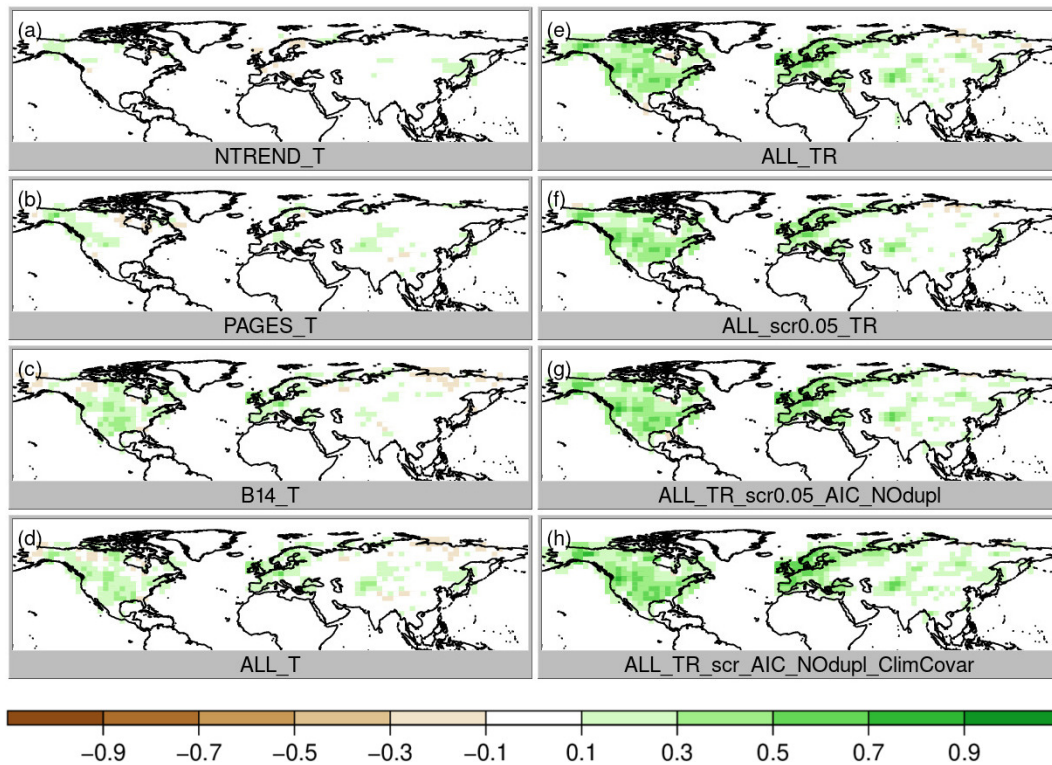 (a)
NTREND_T
(b)
PAGES_T
(c)
B14_T
(d)
ALL_T
(e)
ALL_TR
(f)
ALL_scr0.05_TR
(g)
ALL_TR_scr0.05_AIC_NOdupl
(h)
ALL_TR_scr_AIC_NOdupl_ClimCovar
−0.9 −0.7 −0.5 −0.3 −0.1 0.1 0.3 0.5 0.7 0.9